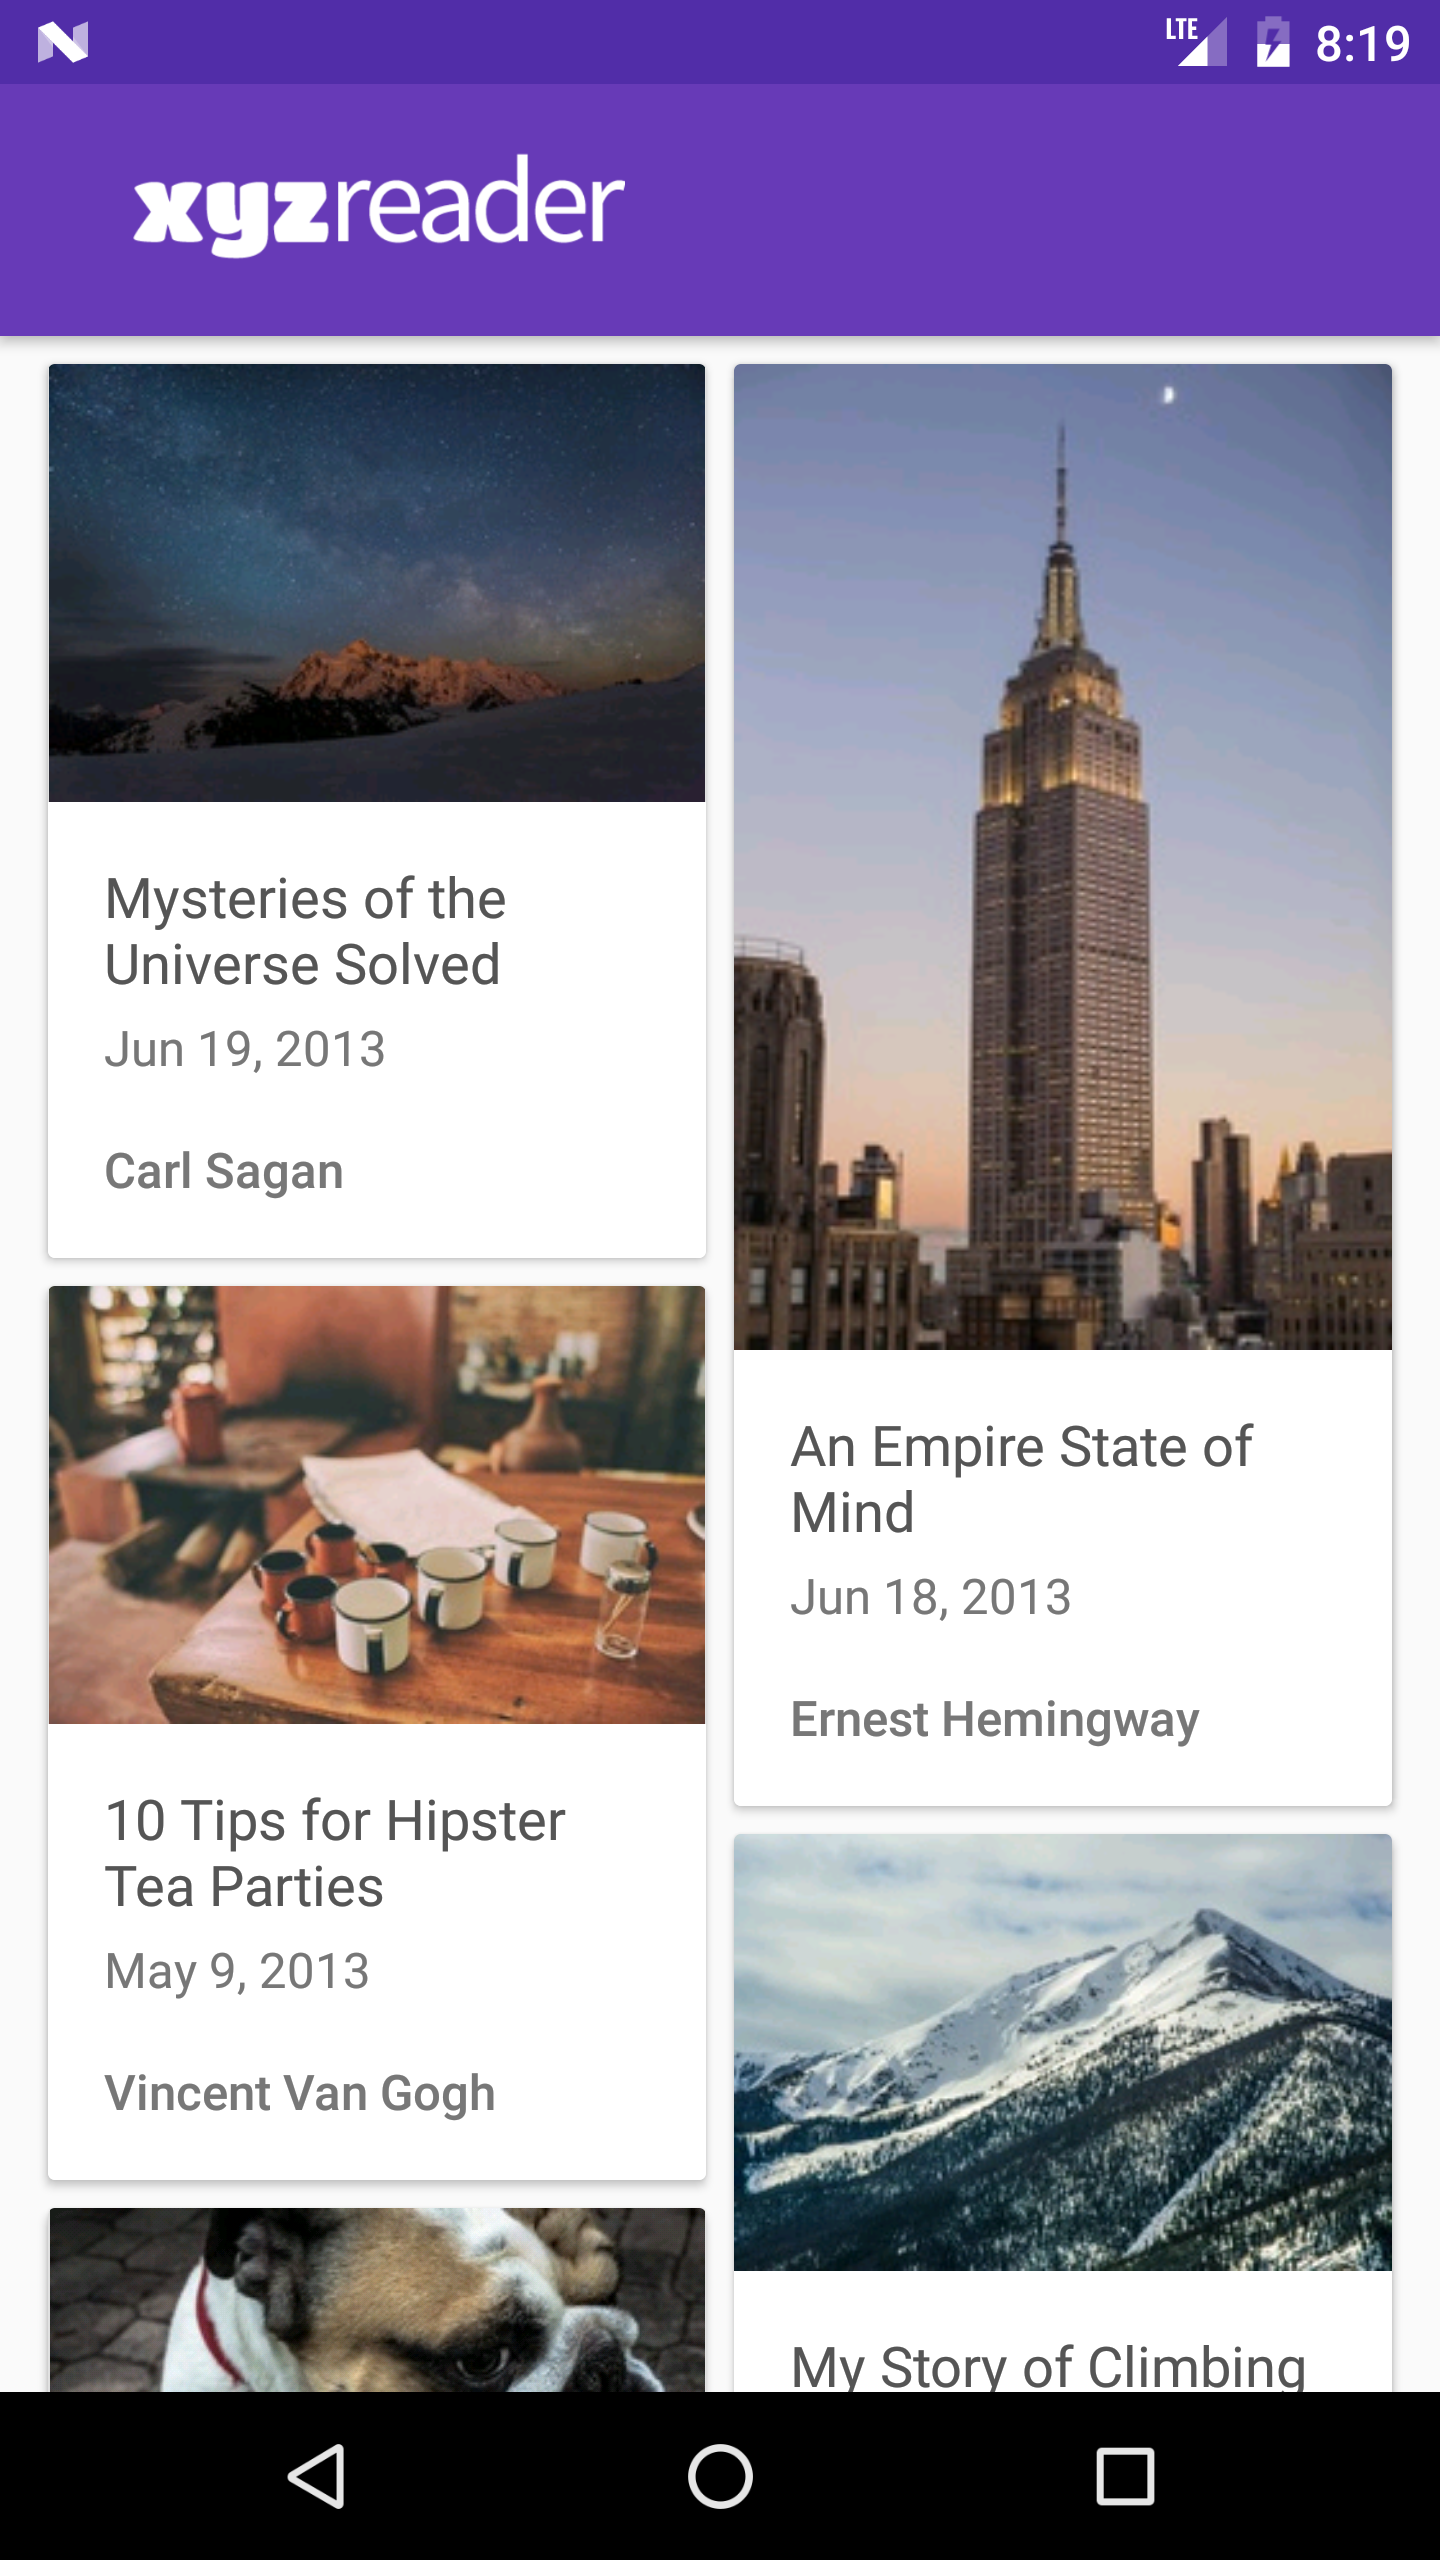 LTE
8:19
xyzreader
Mysteries of the
Universe Solved
Jun 19, 2013
Carl Sagan
An Empire State of
Mind
Jun 18, 2013
Ernest Hemingway
10 Tips for Hipster
Tea Parties
May 9, 2013
Vincent Van Gogh
My Story of Climbing